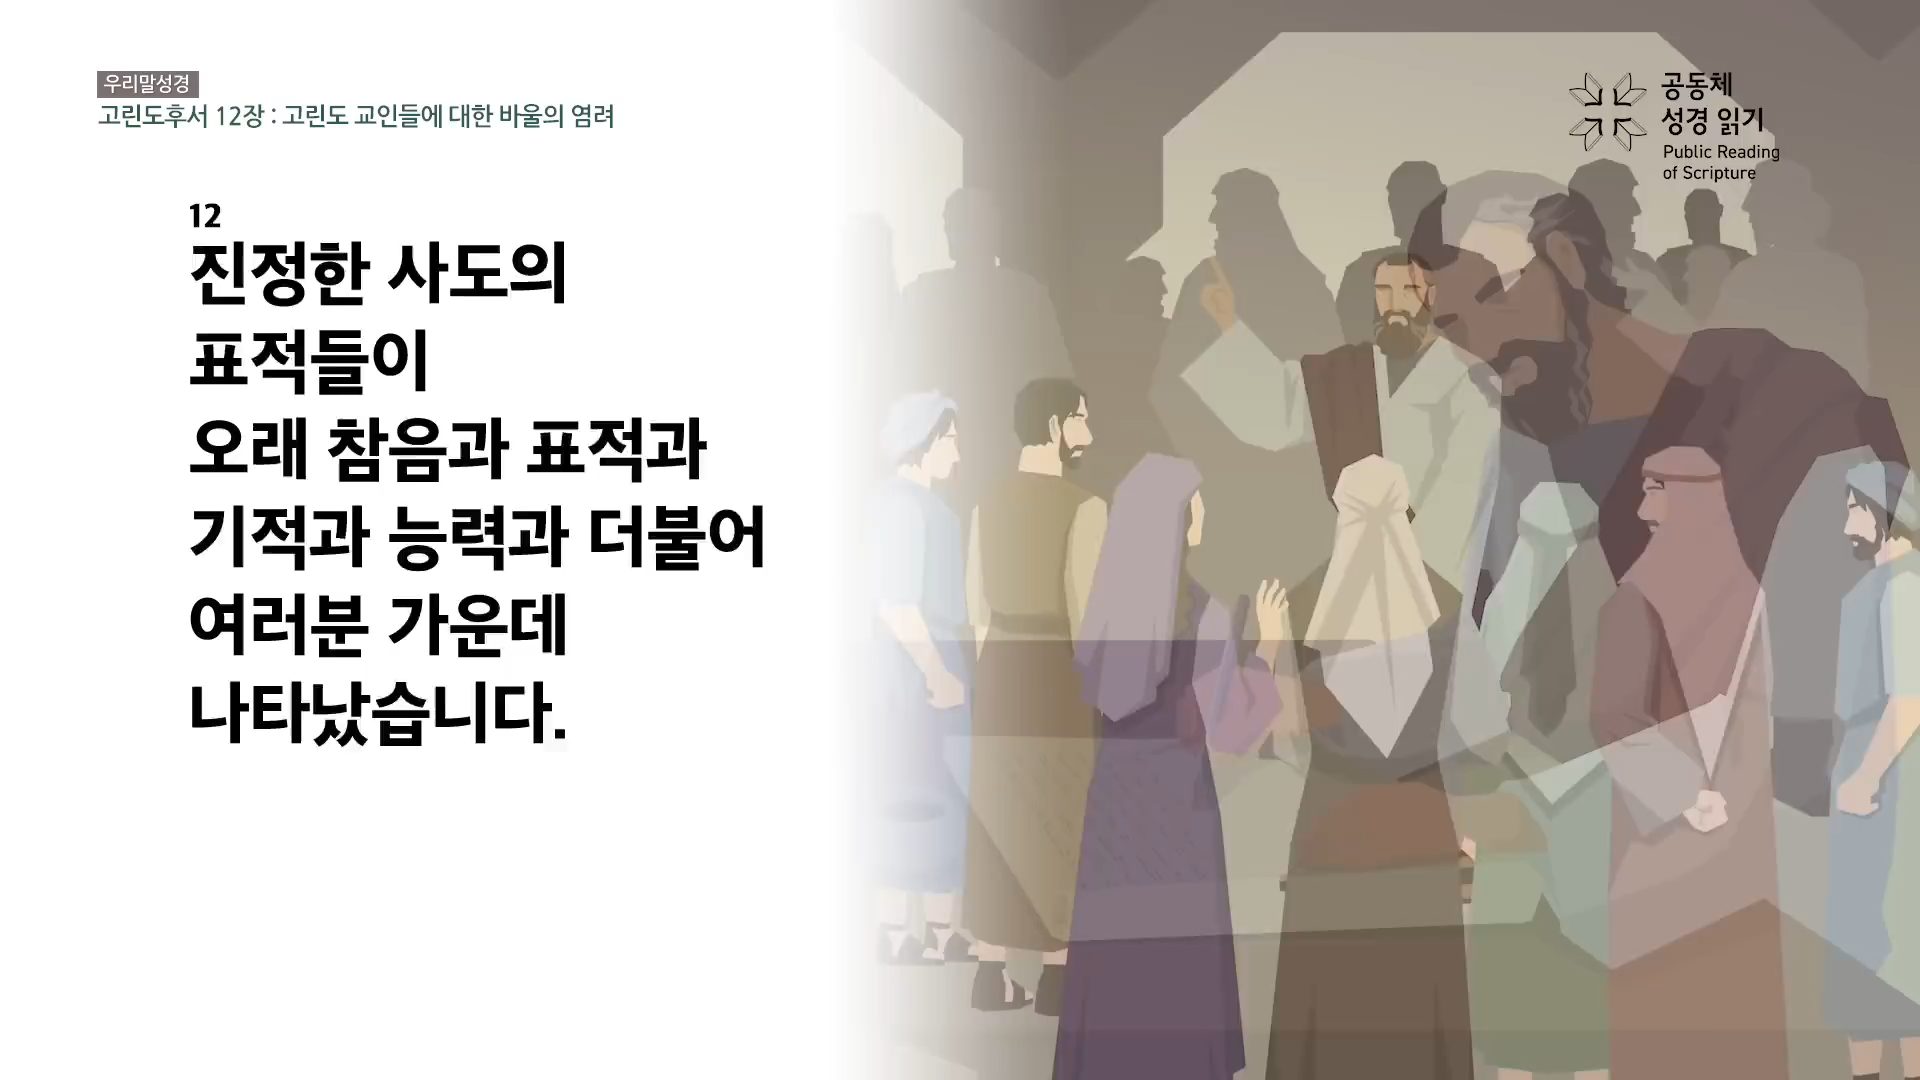 우리말성경
고린도후서 12장 : 고린도 교인들에 대한 바울의 염려
공동체
성경 읽기
Public Reading
of Scripture
12
진정한 사도의
표적들이
오래 참음과 표적과
기적과 능력과 더불어
여러분 가운데
나타났습니다.